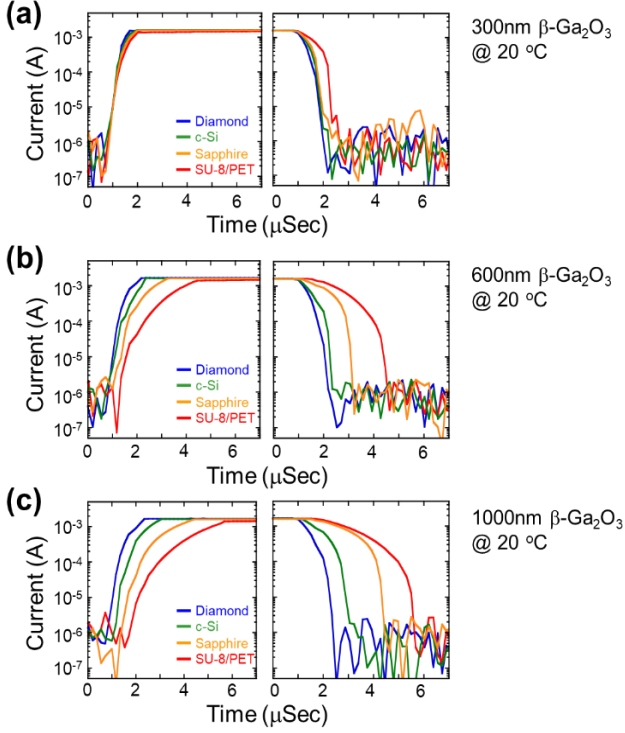 (a)
300nm β-Ga₂O₃
@ 20 °C
Current (A)
10⁻³
10⁻⁴
10⁻⁵
10⁻⁶
10⁻⁷
Diamond
c-Si
Sapphire
SU-8/PET
0 2 4 6 2 4 6
Time (μSec)
(b)
600nm β-Ga₂O₃
@ 20 °C
Current (A)
10⁻³
10⁻⁴
10⁻⁵
10⁻⁶
10⁻⁷
Diamond
c-Si
Sapphire
SU-8/PET
0 2 4 6 0 2 4 6
Time (μSec)
(c)
1000nm β-Ga₂O₃
@ 20 °C
Current (A)
10⁻³
10⁻⁴
10⁻⁵
10⁻⁶
10⁻⁷
Diamond
c-Si
Sapphire
SU-8/PET
0 2 4 6 0 2 4 6
Time (μSec)